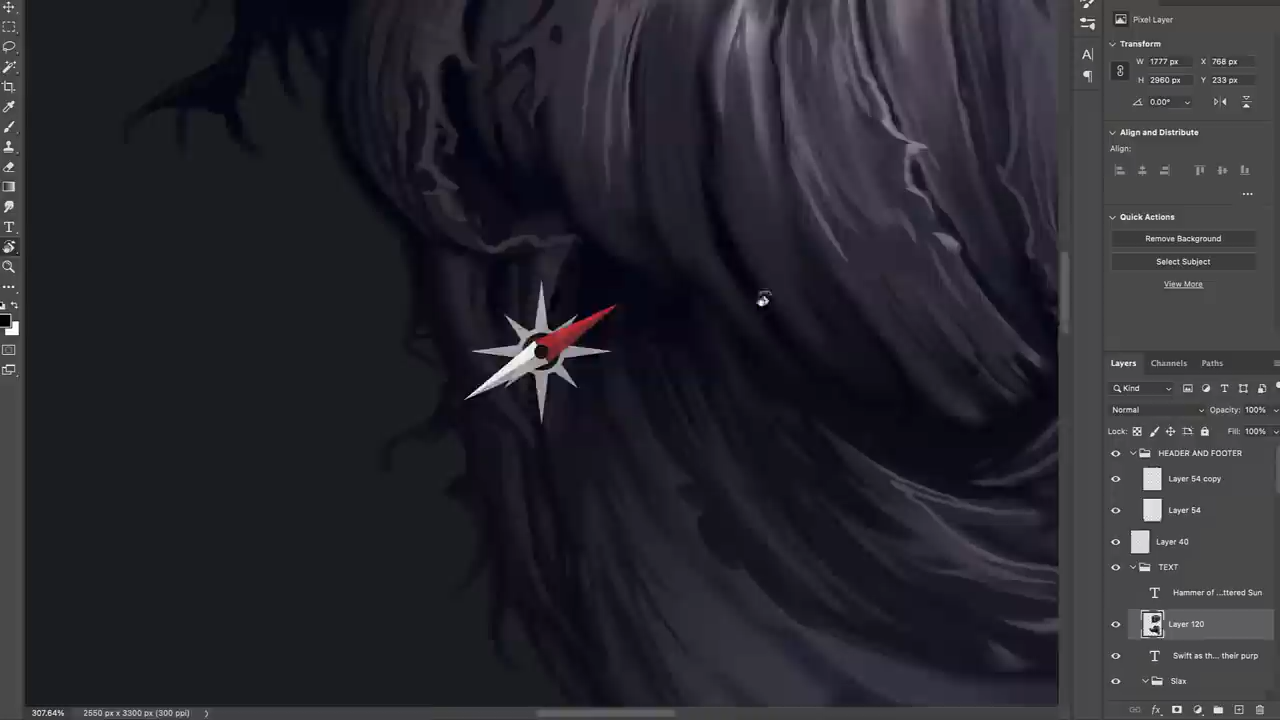 Pixel Layer
Transform
W 1777 px X 768 px
H 2960 px Y 233 px
0.00°
Align and Distribute
Align:
Quick Actions
Remove Background
Select Subject
View More
Layers Channels Paths
Kind
Normal Opacity: 100%
Lock: Fill: 100%
HEADER AND FOOTER
Layer 54 copy
Layer 54
Layer 40
TEXT
T Hammer of ...ttered Sun
Layer 120
T Swift as th... their purp
Slax
307.64% 2550 px x 3300 px (300 ppi)